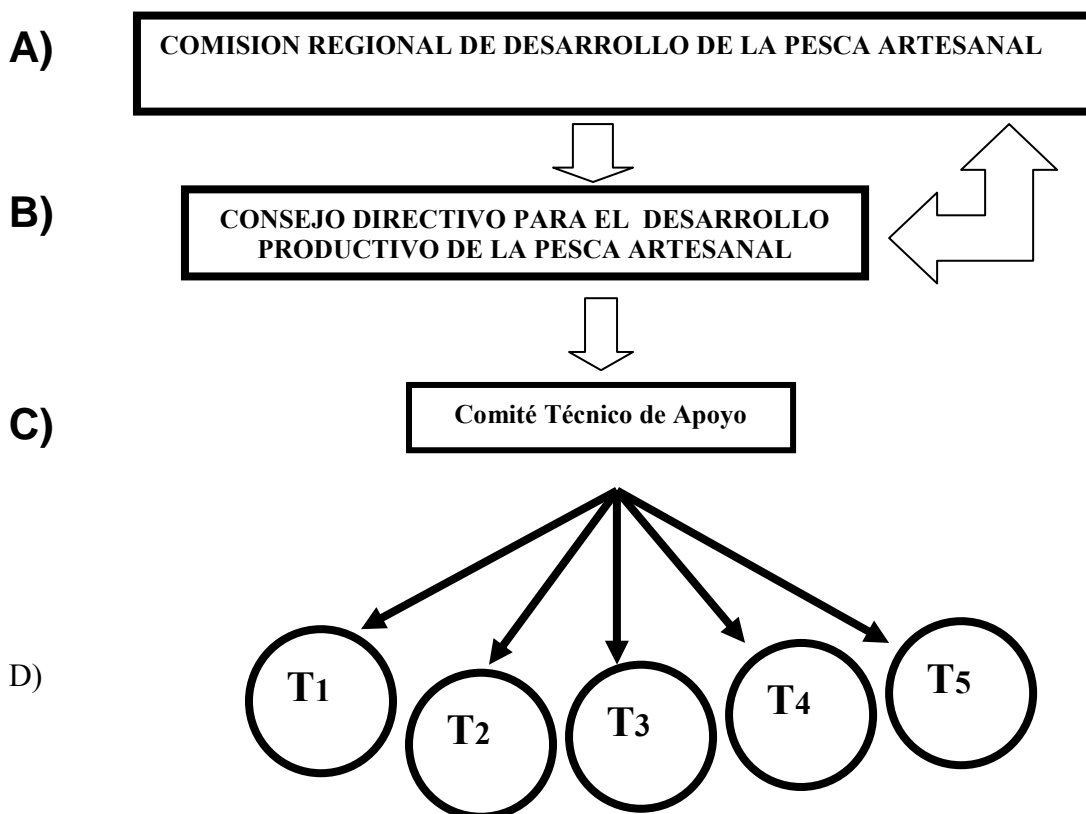 A)
COMISION REGIONAL DE DESARROLLO DE LA PESCA ARTESANAL
B)
CONSEJO DIRECTIVO PARA EL DESARROLLO
PRODUCTIVO DE LA PESCA ARTESANAL
C)
Comité Técnico de Apoyo
D)
T1
T2
T3
T4
T5